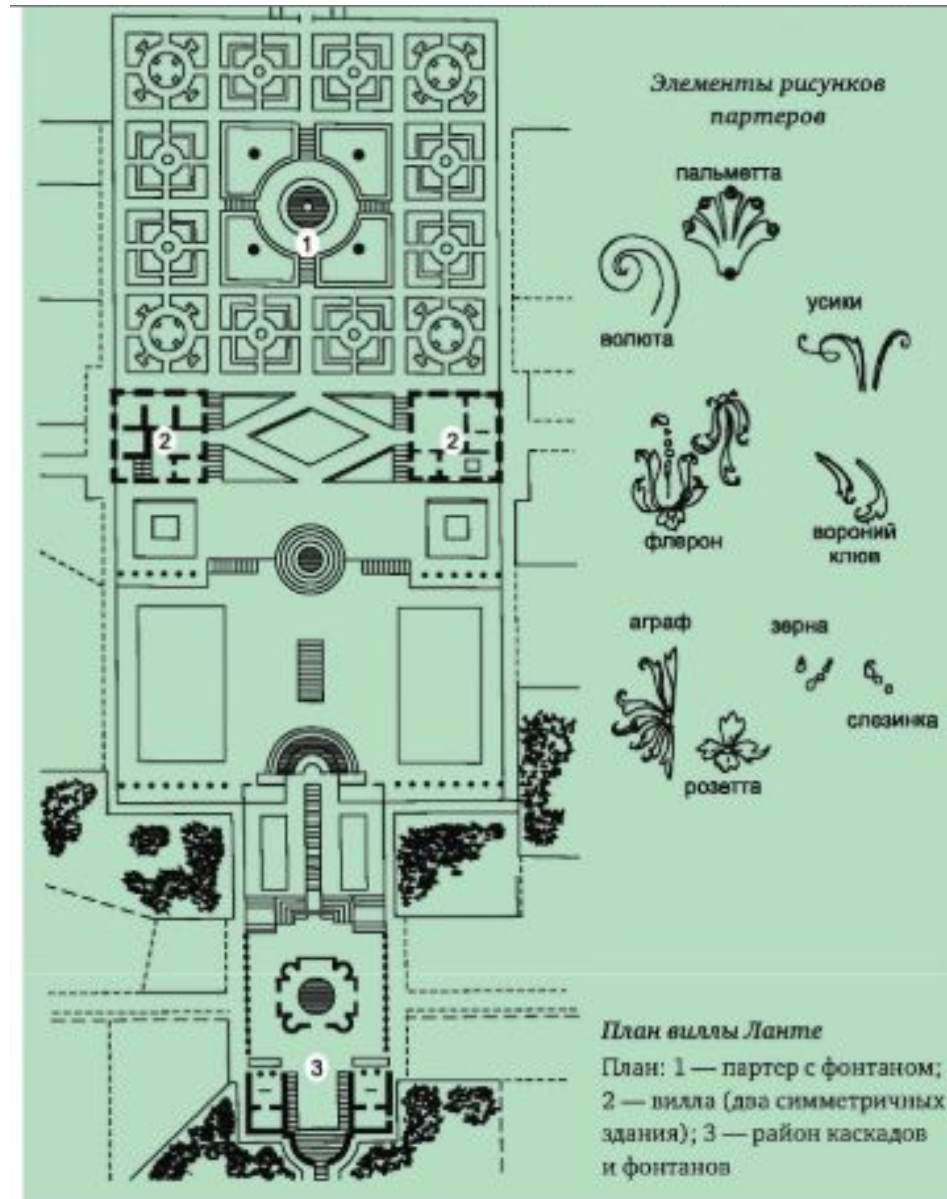 Элементы рисунков
партеров
пальметта
волюта
усики
флерон
вороний
клюв
аграф
зерна
слезинка
розетта
1
2
2
3
План виллы Ланте
План: 1 — партер с фонтаном;
2 — вилла (два симметричных
здания); 3 — район каскадов
и фонтанов